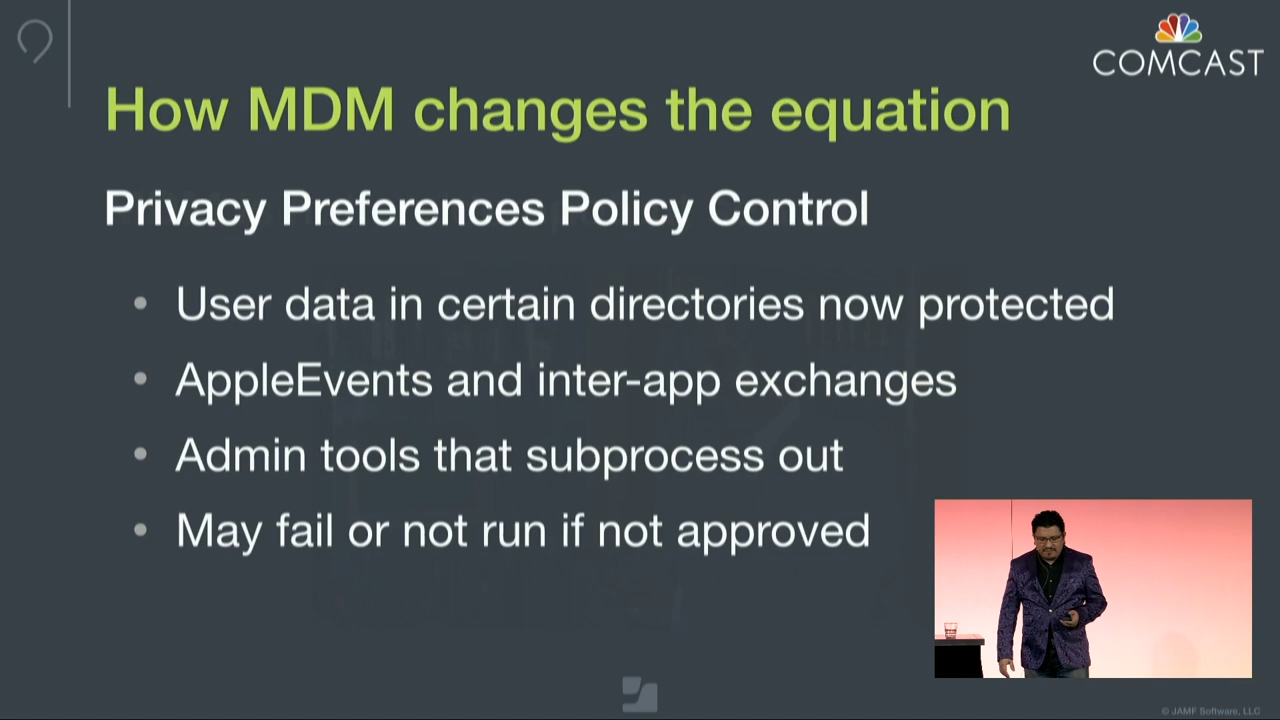 COMCAST
How MDM changes the equation
Privacy Preferences Policy Control
• User data in certain directories now protected
• AppleEvents and inter-app exchanges
• Admin tools that subprocess out
• May fail or not run if not approved
© JAMF Software, LLC